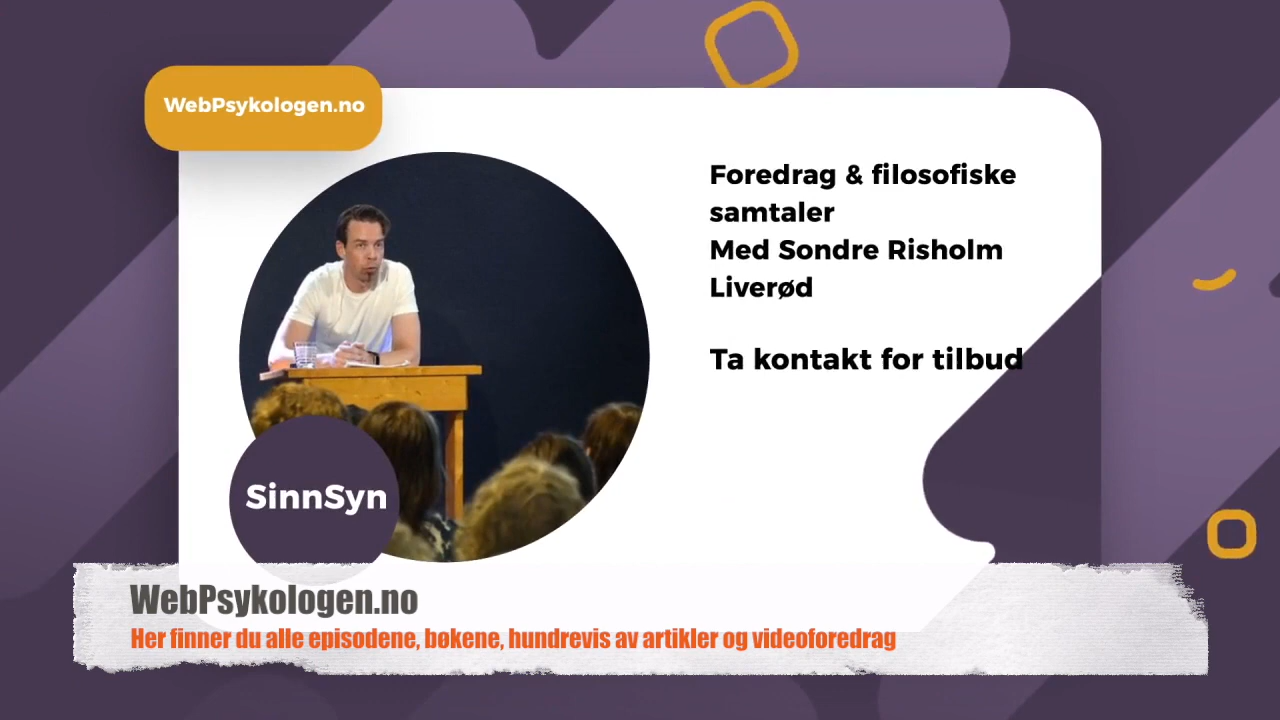 WebPsykologen.no
Foredrag & filosofiske
samtaler
Med Sondre Risholm
Liverød
Ta kontakt for tilbud
SinnSyn
WebPsykologen.no
Her finner du alle episodene, bøkene, hundrevis av artikler og videoforedrag